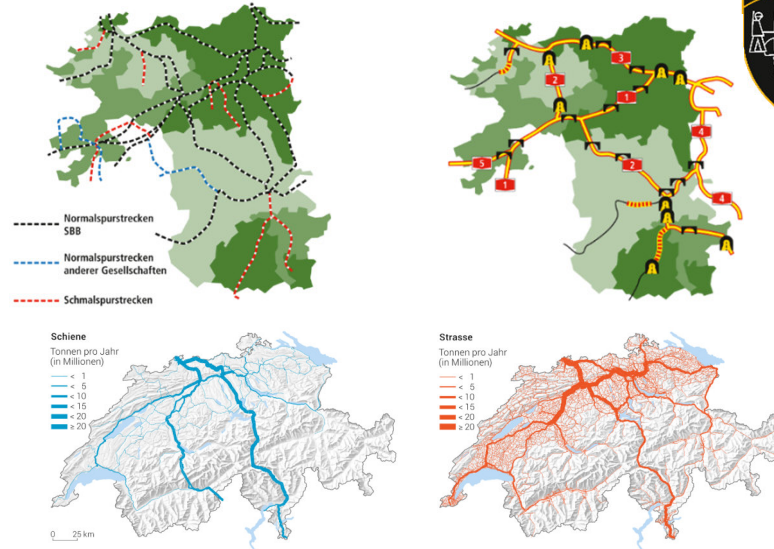 Normalspurstrecken
SBB
Normalspurstrecken
anderer Gesellschaften
Schmalspurstrecken
3
2
1
5
1
2
4
4
Schiene
Tonnen pro Jahr
(in Millionen)
< 1
< 5
< 10
< 15
< 20
≥ 20
0 25 km
Strasse
Tonnen pro Jahr
(in Millionen)
< 1
< 5
< 10
< 15
< 20
≥ 20